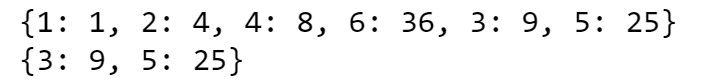 {1: 1, 2: 4, 4: 8, 6: 36, 3: 9, 5: 25}
{3: 9, 5: 25}